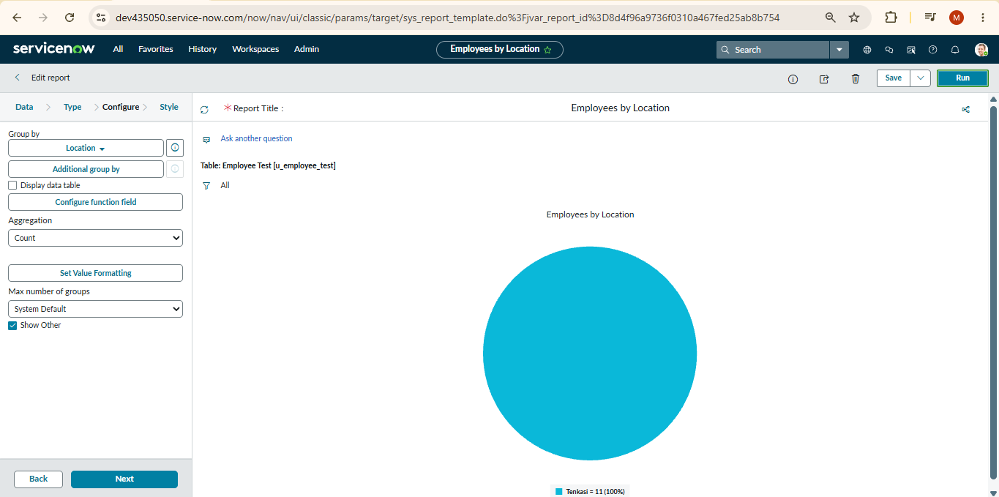 dev435050.service-now.com/now/nav/ui/classic/params/target/sys_report_template.do%3Fjvar_report_id%3D8d4f96a9736f0310a467fed25ab8b754
M
servicenow All Favorites History Workspaces Admin Employees by Location Search
Edit report Save Run
Data Type Configure Style
* Report Title : Employees by Location
Group by
Location
Additional group by
Display data table
Configure function field
Aggregation
Count
Set Value Formatting
Max number of groups
System Default
Show Other
Back Next
Ask another question
Table: Employee Test [u_employee_test]
All
Employees by Location
Tenkasi = 11 (100%)